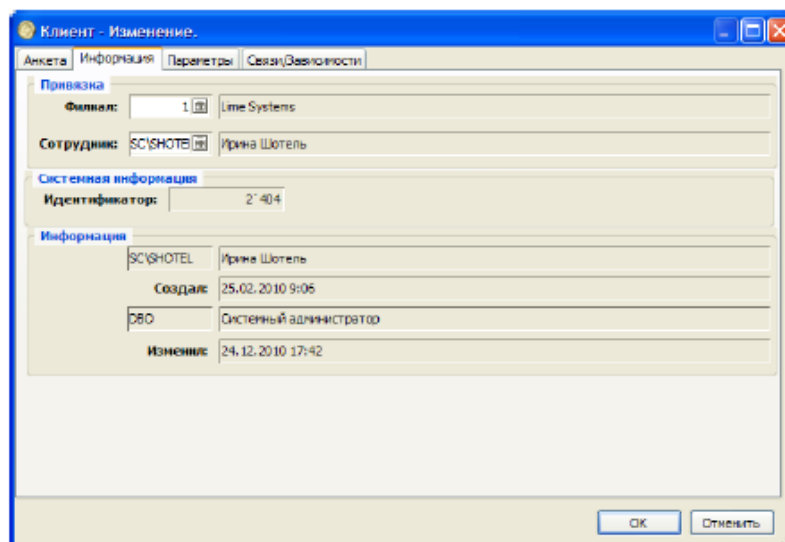 Клиент - Изменение.
Анкета Информация Параметры Связи/Зависимости
Привязка
Филиал: 1 Lime Systems
Сотрудник: SC\SHOTE Ирина Шотель
Системная информация
Идентификатор: 2`404
Информация
SC\SHOTEL Ирина Шотель
Создал: 25.02.2010 9:06
DBO Системный администратор
Изменил: 24.12.2010 17:42
OK Отменить